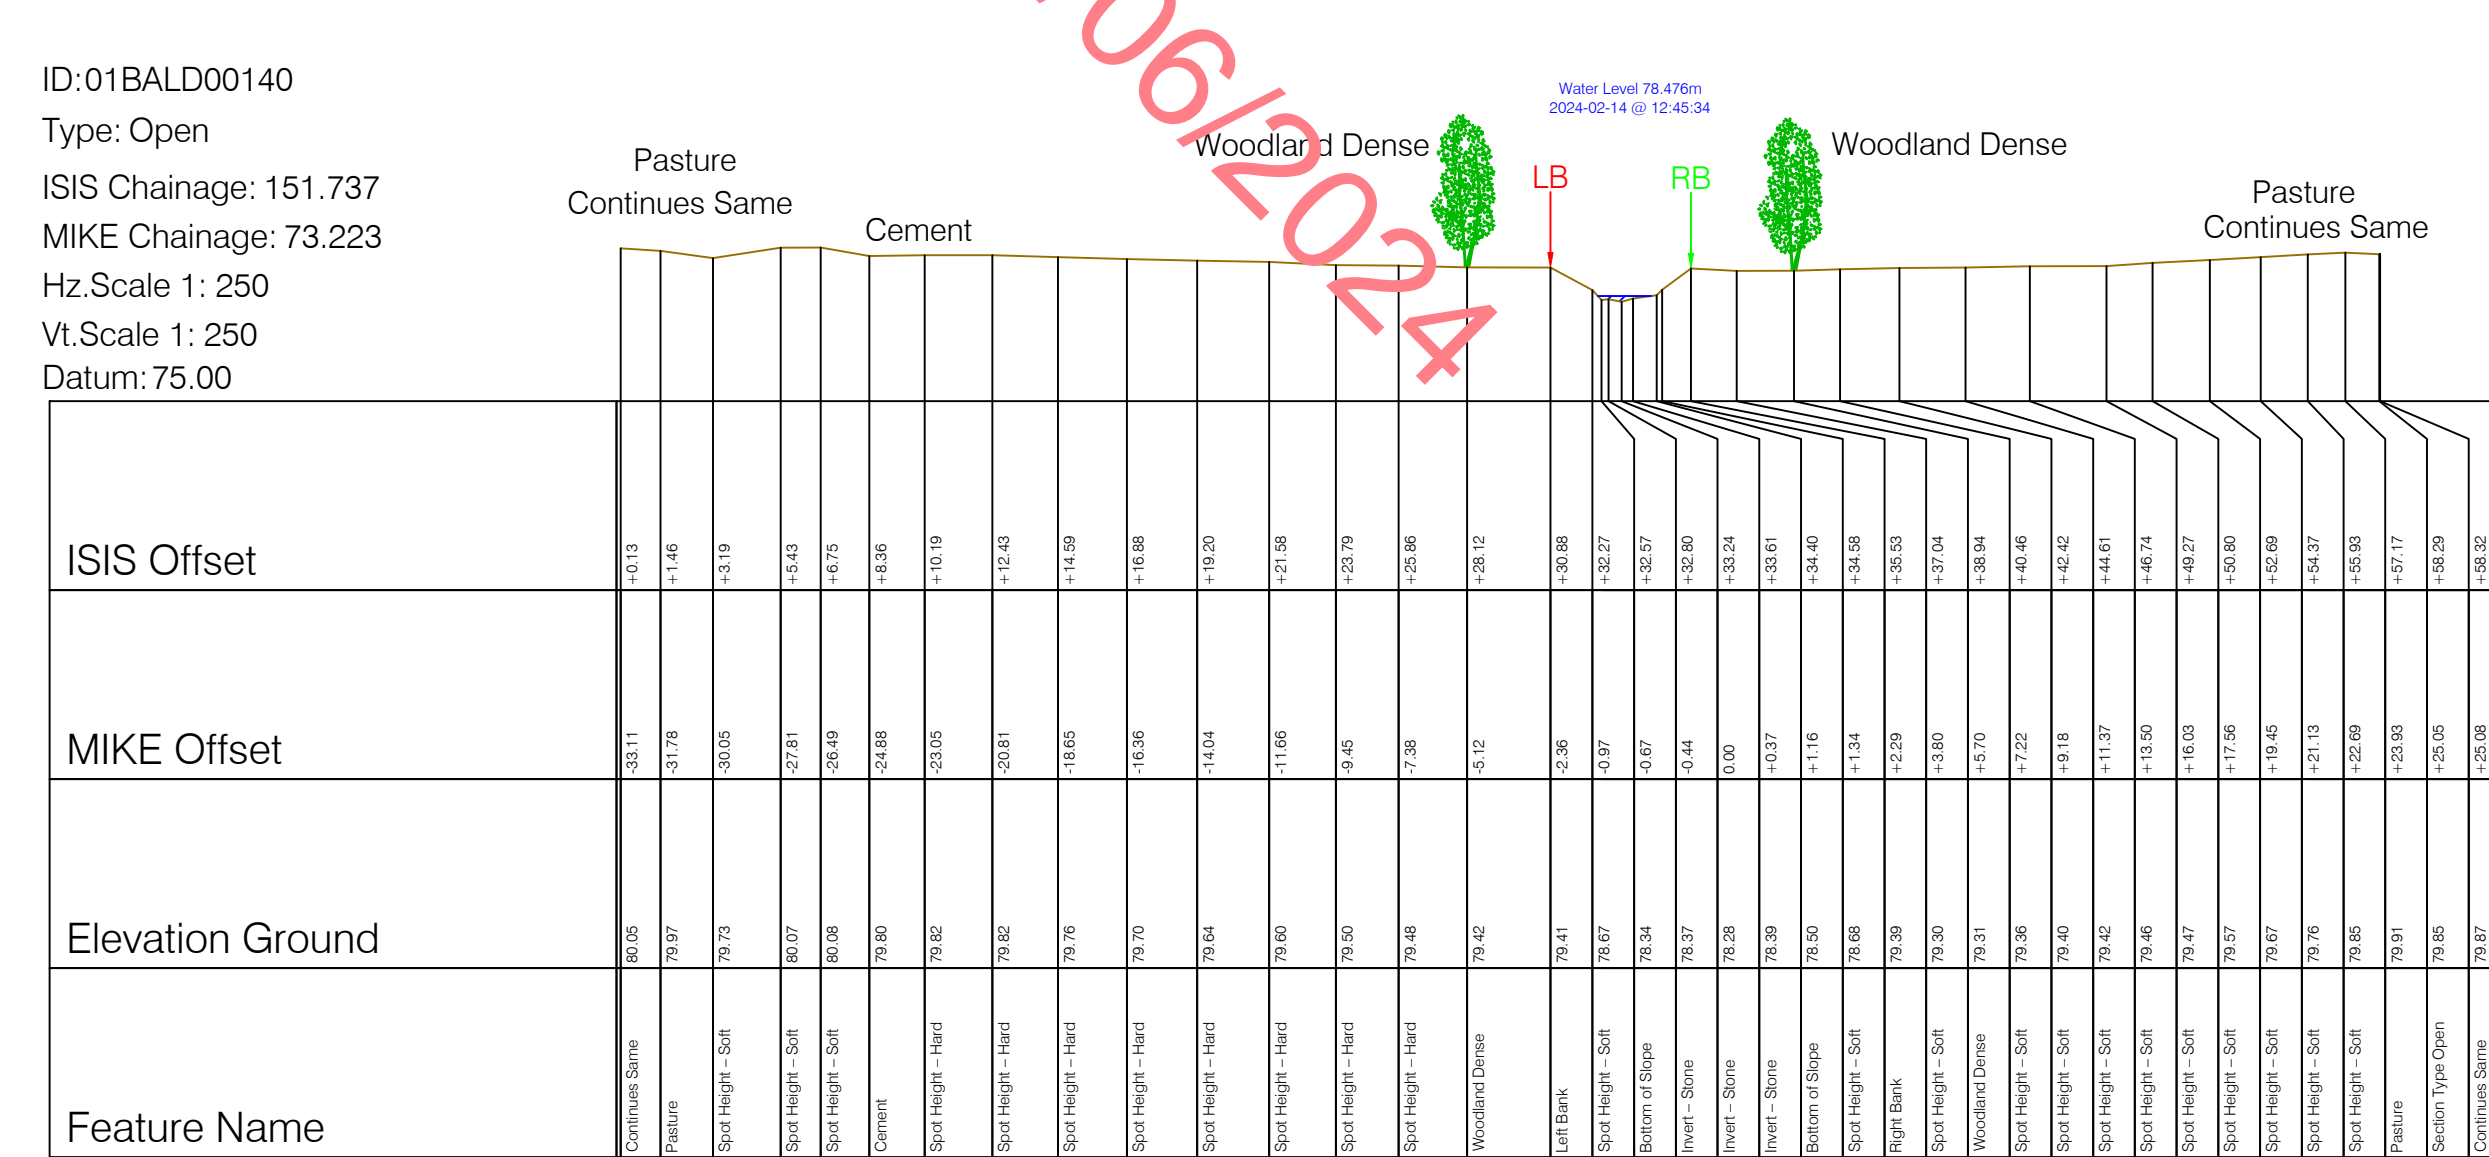 06/2024
ID:01BALD00140
Type: Open
ISIS Chainage: 151.737
MIKE Chainage: 73.223
Hz.Scale 1: 250
Vt.Scale 1: 250
Datum: 75.00
Pasture
Continues Same
Cement
Woodland Dense
Water Level 78.476m
2024-02-14 @ 12:45:34
LB
RB
Woodland Dense
Pasture
Continues Same
ISIS Offset +0.13 +1.46 +3.19 +5.43 +6.75 +8.36 +10.19 +12.43 +14.59 +16.88 +19.20 +21.58 +23.79 +25.86 +28.12 +30.88 +32.27 +32.57 +32.80 +33.24 +33.61 +34.40 +34.58 +35.53 +37.04 +38.94 +40.46 +42.42 +44.61 +46.74 +49.27 +50.80 +52.69 +54.37 +55.93 +57.17 +58.29 +58.32
MIKE Offset -33.11 -31.78 -30.05 -27.81 -26.49 -24.88 -23.05 -20.81 -18.65 -16.36 -14.04 -11.66 -9.45 -7.38 -5.12 -2.36 -0.97 -0.67 -0.44 0.00 +0.37 +1.16 +1.34 +2.29 +3.80 +5.70 +7.22 +9.18 +11.37 +13.50 +16.03 +17.56 +19.45 +21.13 +22.69 +23.93 +25.05 +25.08
Elevation Ground 80.05 79.97 79.73 80.07 80.08 79.80 79.82 79.82 79.76 79.70 79.64 79.60 79.50 79.48 79.42 79.41 78.67 78.34 78.37 78.28 78.39 78.50 78.68 79.39 79.30 79.31 79.36 79.40 79.42 79.46 79.47 79.57 79.67 79.76 79.85 79.91 79.85 79.87
Feature Name
Continues Same
Pasture
Spot Height – Soft
Spot Height – Soft
Spot Height – Soft
Cement
Spot Height – Hard
Spot Height – Hard
Spot Height – Hard
Spot Height – Hard
Spot Height – Hard
Spot Height – Hard
Spot Height – Hard
Spot Height – Hard
Woodland Dense
Left Bank
Spot Height – Soft
Bottom of Slope
Invert – Stone
Invert – Stone
Invert – Stone
Bottom of Slope
Spot Height – Soft
Right Bank
Spot Height – Soft
Woodland Dense
Spot Height – Soft
Spot Height – Soft
Spot Height – Soft
Spot Height – Soft
Spot Height – Soft
Spot Height – Soft
Spot Height – Soft
Spot Height – Soft
Spot Height – Soft
Pasture
Section Type Open
Continues Same